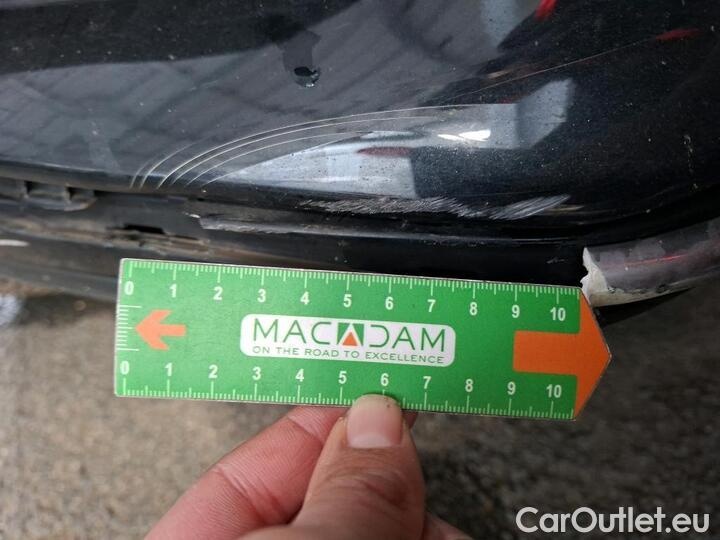 0 1 2 3 4 5 6 7 8 9 10
MACADAM
ON THE ROAD TO EXCELLENCE
0 1 2 3 4 5 6 7 8 9 10
CarOutlet.eu